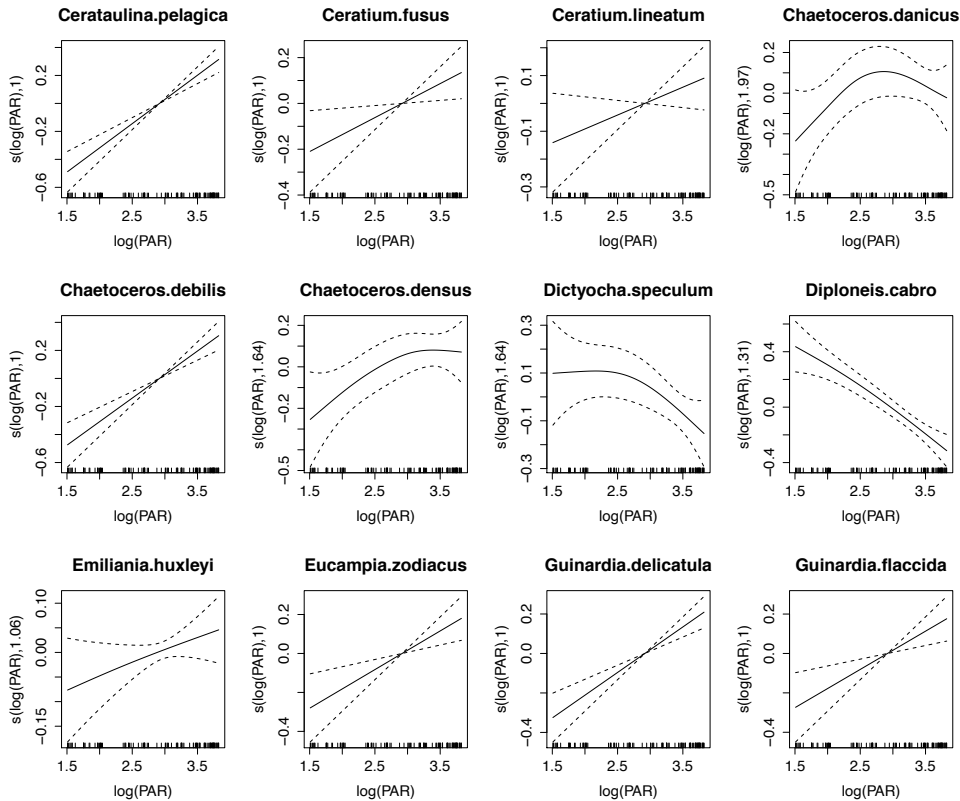 Cerataulina.pelagica
s(log(PAR),1)
0.2
−0.2
−0.6
1.5 2.5 3.5
log(PAR)
Ceratium.fusus
s(log(PAR),1)
0.2
0.0
−0.2
−0.4
1.5 2.5 3.5
log(PAR)
Ceratium.lineatum
s(log(PAR),1)
0.1
−0.1
−0.3
1.5 2.5 3.5
log(PAR)
Chaetoceros.danicus
s(log(PAR),1.97)
0.2
0.0
−0.2
−0.5
1.5 2.5 3.5
log(PAR)
Chaetoceros.debilis
s(log(PAR),1)
0.2
−0.2
−0.6
1.5 2.5 3.5
log(PAR)
Chaetoceros.densus
s(log(PAR),1.64)
0.2
0.0
−0.2
−0.5
1.5 2.5 3.5
log(PAR)
Dictyocha.speculum
s(log(PAR),1.64)
0.3
0.1
−0.1
−0.3
1.5 2.5 3.5
log(PAR)
Diploneis.cabro
s(log(PAR),1.31)
0.4
0.0
−0.4
1.5 2.5 3.5
log(PAR)
Emiliania.huxleyi
s(log(PAR),1.06)
0.10
0.00
−0.15
1.5 2.5 3.5
log(PAR)
Eucampia.zodiacus
s(log(PAR),1)
0.2
0.0
−0.4
1.5 2.5 3.5
log(PAR)
Guinardia.delicatula
s(log(PAR),1)
0.2
0.0
−0.4
1.5 2.5 3.5
log(PAR)
Guinardia.flaccida
s(log(PAR),1)
0.2
0.0
−0.4
1.5 2.5 3.5
log(PAR)